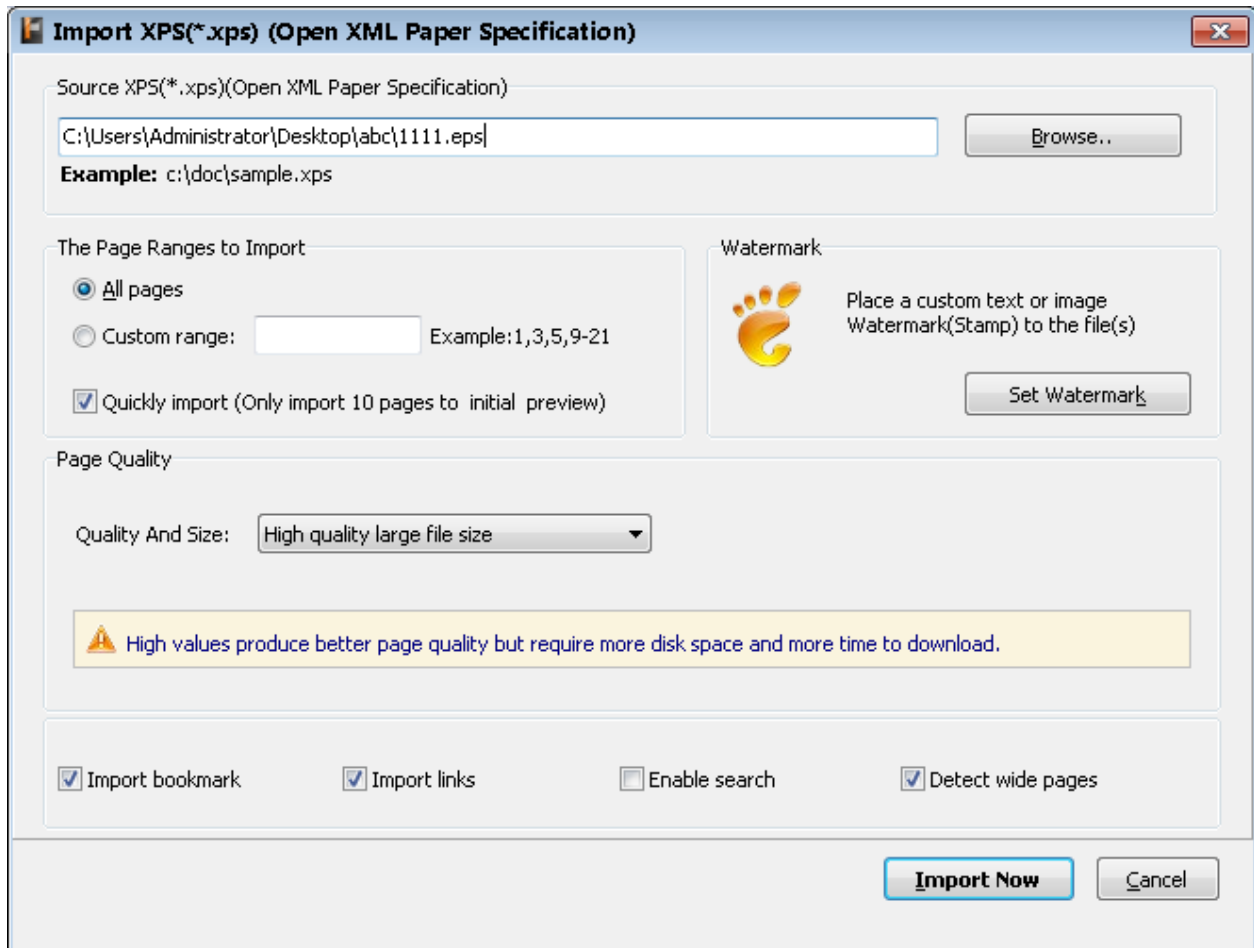 Import XPS(*.xps) (Open XML Paper Specification)
Source XPS(*.xps)(Open XML Paper Specification)
C:\Users\Administrator\Desktop\abc\1111.eps
Browse..
Example: c:\doc\sample.xps
The Page Ranges to Import
All pages
Custom range:
Example:1,3,5,9-21
Quickly import (Only import 10 pages to initial preview)
Watermark
Place a custom text or image
Watermark(Stamp) to the file(s)
Set Watermark
Page Quality
Quality And Size:
High quality large file size
High values produce better page quality but require more disk space and more time to download.
Import bookmark
Import links
Enable search
Detect wide pages
Import Now
Cancel